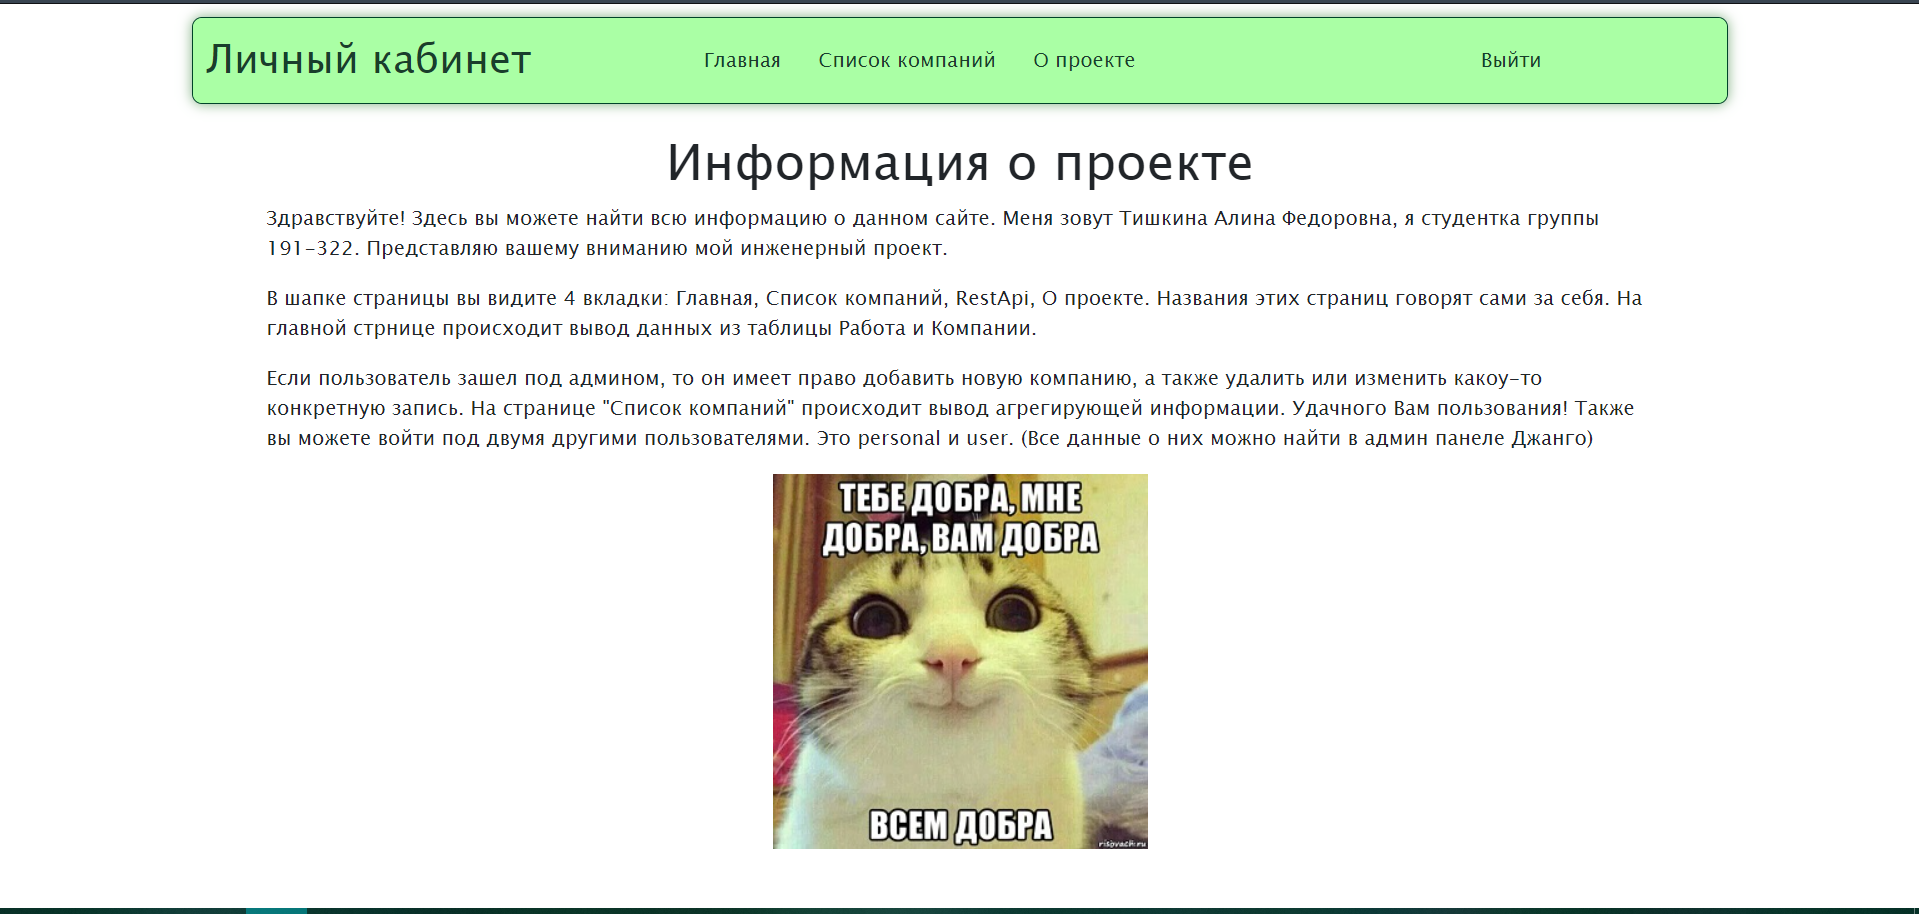 Личный кабинет
Главная
Список компаний
О проекте
Выйти
Информация о проекте
Здравствуйте! Здесь вы можете найти всю информацию о данном сайте. Меня зовут Тишкина Алина Федоровна, я студентка группы
191-322. Представляю вашему вниманию мой инженерный проект.
В шапке страницы вы видите 4 вкладки: Главная, Список компаний, RestApi, О проекте. Названия этих страниц говорят сами за себя. На
главной стрнице происходит вывод данных из таблицы Работа и Компании.
Если пользователь зашел под админом, то он имеет право добавить новую компанию, а также удалить или изменить какоу-то
конкретную запись. На странице "Список компаний" происходит вывод агрегирующей информации. Удачного Вам пользования! Также
вы можете войти под двумя другими пользователями. Это personal и user. (Все данные о них можно найти в админ панеле Джанго)
ТЕБЕ ДОБРА, МНЕ
ДОБРА, ВАМ ДОБРА
ВСЕМ ДОБРА
risovach.ru